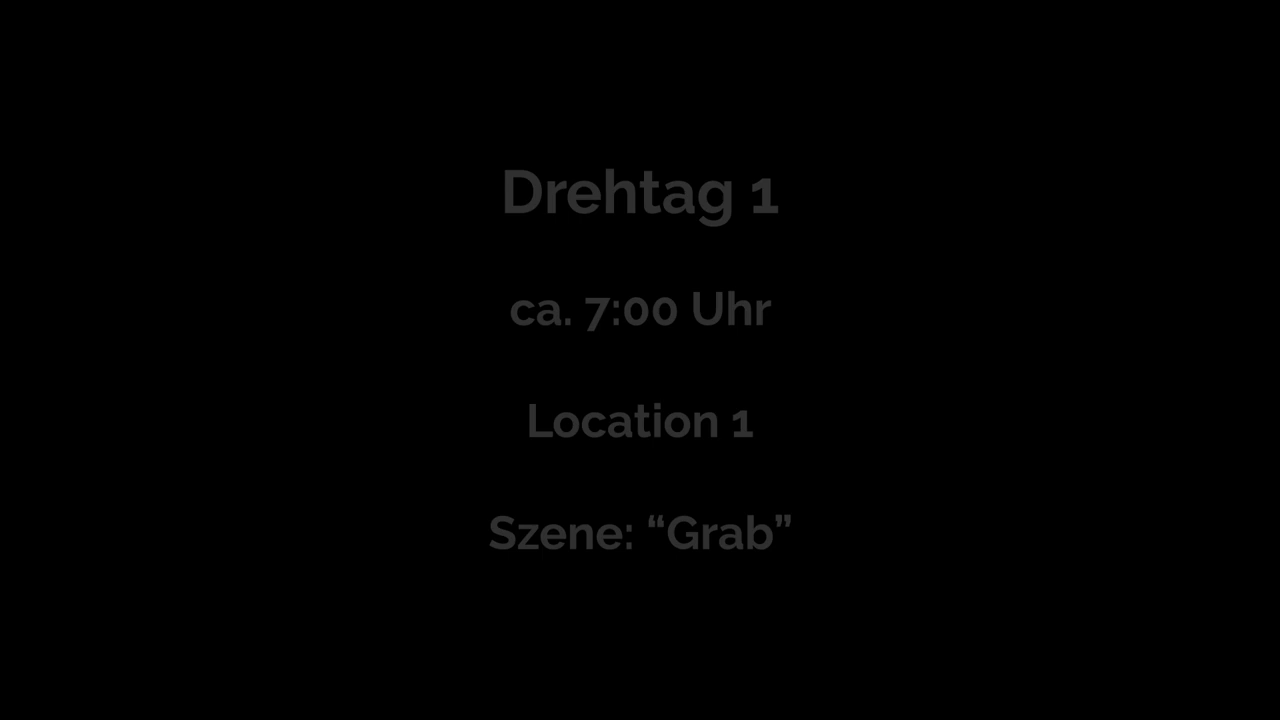 Drehtag 1
ca. 7:00 Uhr
Location 1
Szene: “Grab”